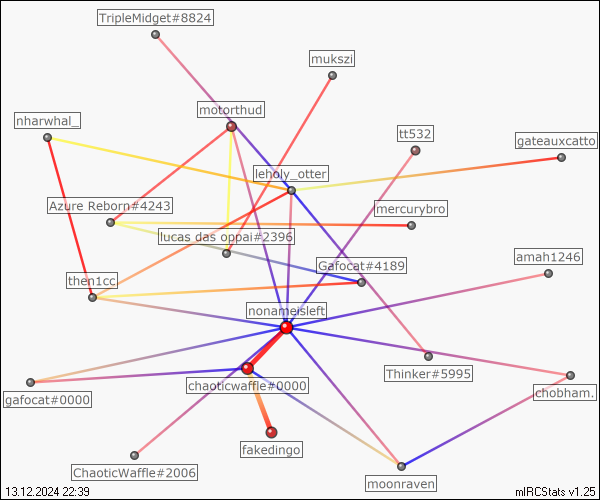 TripleMidget#8824
mukszi
motorthud
nharwhal_
tt532
gateauxcatto
leholy_otter
Azure Reborn#4243
mercurybro
lucas das oppai#2396
amah1246
Gafocat#4189
then1cc
nonameisleft
Thinker#5995
chaoticwaffle#0000
chobham.
gafocat#0000
fakedingo
ChaoticWaffle#2006
moonraven
13.12.2024 22:39
mIRCStats v1.25